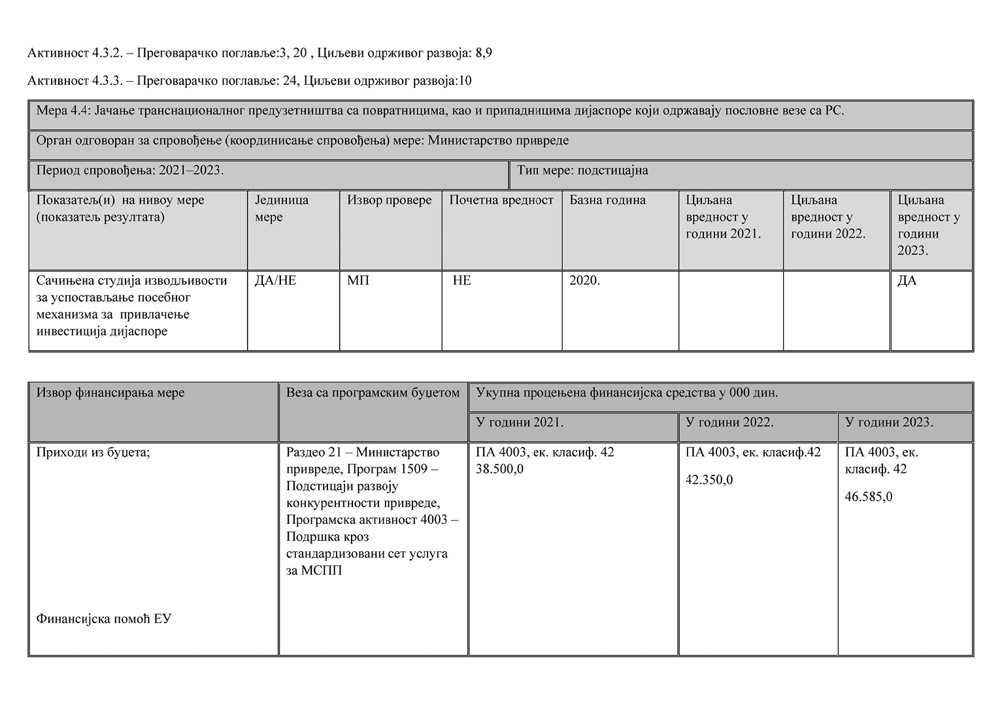 Активност 4.3.2. – Преговарачко поглавље:3, 20 , Циљеви одрживог развоја: 8,9
Активност 4.3.3. – Преговарачко поглавље: 24, Циљеви одрживог развоја:10
Мера 4.4: Јачање транснационалног предузетништва са повратницима, као и припадницима дијаспоре који одржавају пословне везе са РС.
Орган одговоран за спровођење (координисање спровођења) мере: Министарство привреде
Период спровођења: 2021–2023.
Тип мере: подстицајна
Показатељ(и) на нивоу мере
(показатељ резултата)
Јединица
мере
Извор провере
Почетна вредност
Базна година
Циљана
вредност у
години 2021.
Циљана
вредност у
години 2022.
Циљана
вредност у
години
2023.
Сачињена студија изводљивости
за успостављање посебног
механизма за привлачење
инвестиција дијаспоре
ДА/НЕ
МП
НЕ
2020.
ДА
Извор финансирања мере
Веза са програмским буџетом
Укупна процењена финансијска средства у 000 дин.
У години 2021.
У години 2022.
У години 2023.
Приходи из буџета;
Финансијска помоћ ЕУ
Раздео 21 – Министарство
привреде, Програм 1509 –
Подстицаји развоју
конкурентности привреде,
Програмска активност 4003 –
Подршка кроз
стандардизовани сет услуга
за МСПП
ПА 4003, ек. класиф. 42
38.500,0
ПА 4003, ек. класиф.42
42.350,0
ПА 4003, ек.
класиф. 42
46.585,0